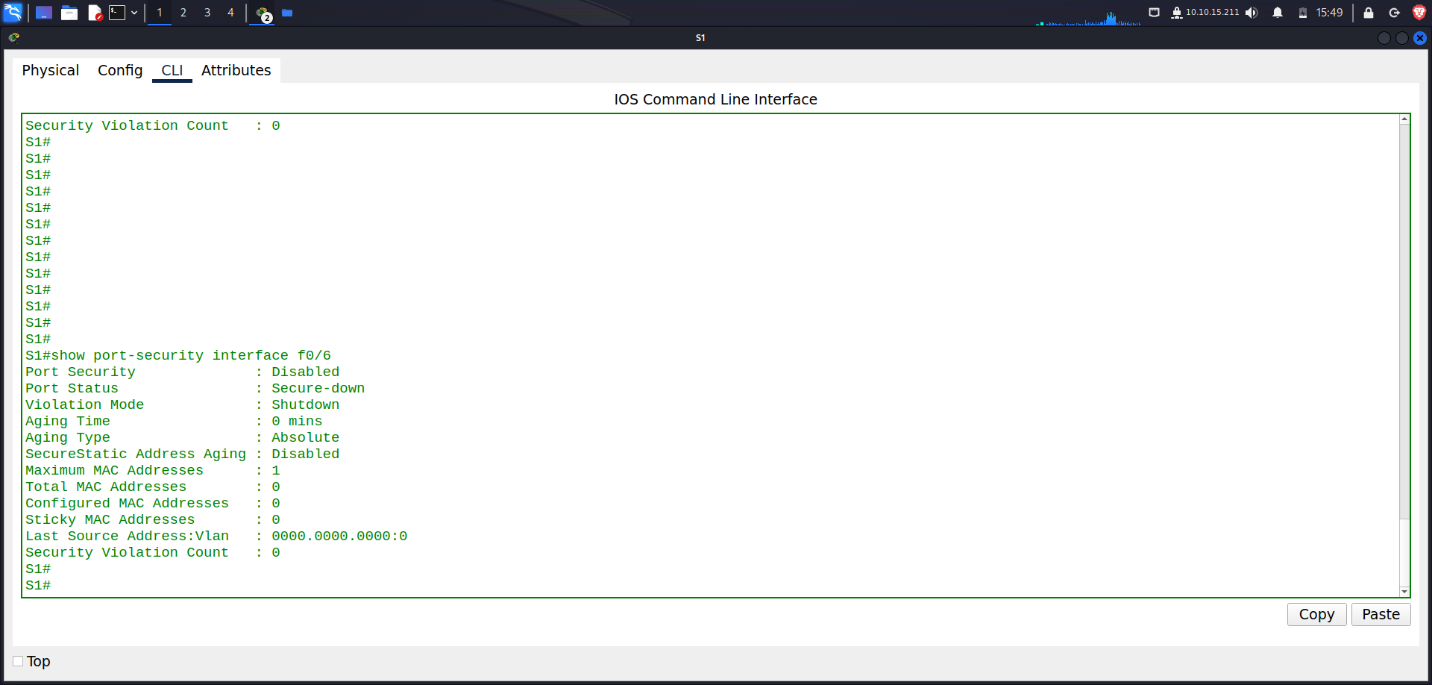 1 2 3 4 2 10.10.15.211 15:49
S1
Physical Config CLI Attributes
IOS Command Line Interface
Security Violation Count   : 0
S1#
S1#
S1#
S1#
S1#
S1#
S1#
S1#
S1#
S1#
S1#
S1#
S1#
S1#show port-security interface f0/6
Port Security              : Disabled
Port Status                : Secure-down
Violation Mode             : Shutdown
Aging Time                 : 0 mins
Aging Type                 : Absolute
SecureStatic Address Aging : Disabled
Maximum MAC Addresses      : 1
Total MAC Addresses        : 0
Configured MAC Addresses   : 0
Sticky MAC Addresses       : 0
Last Source Address:Vlan   : 0000.0000.0000:0
Security Violation Count   : 0
S1#
S1#
Copy Paste
Top